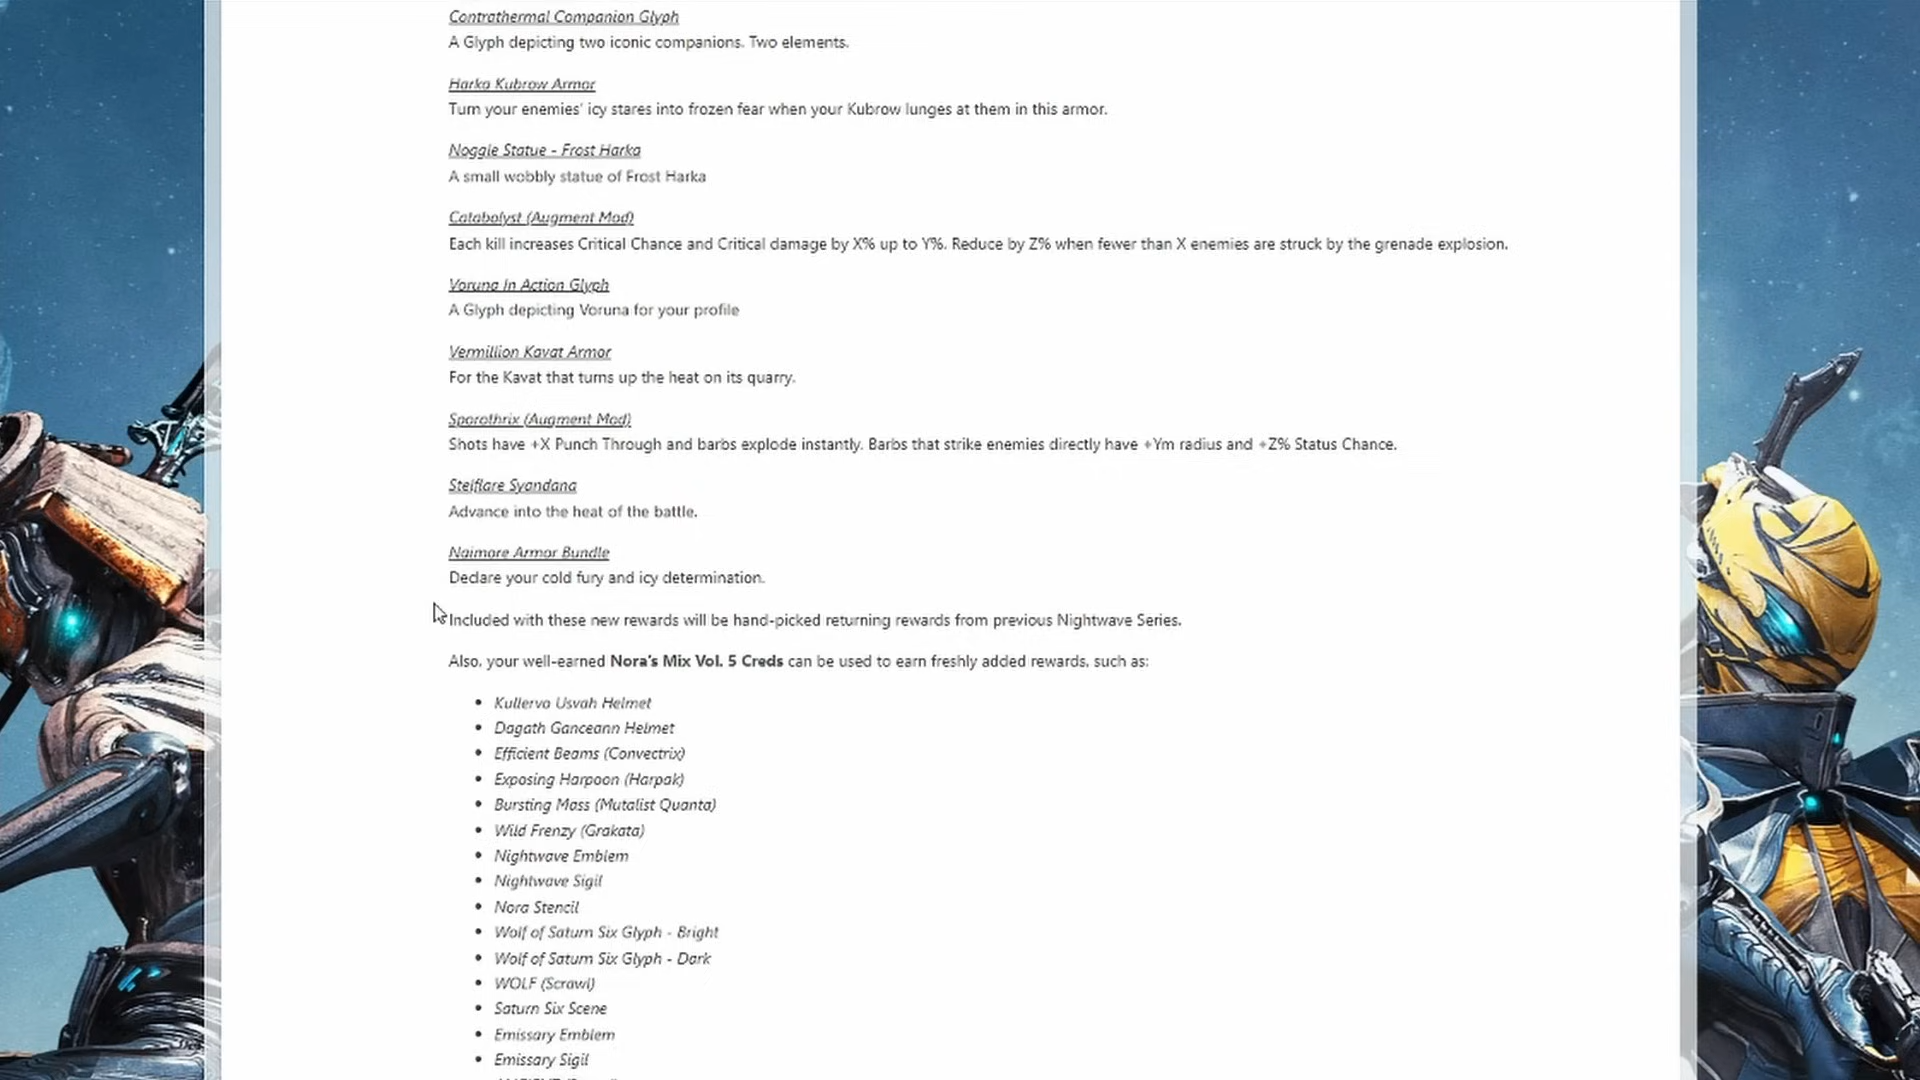 Contrathermal Companion Glyph
A Glyph depicting two iconic companions. Two elements.
Harka Kubrow Armor
Turn your enemies' icy stares into frozen fear when your Kubrow lunges at them in this armor.
Noggle Statue - Frost Harka
A small wobbly statue of Frost Harka
Catabolyst (Augment Mod)
Each kill increases Critical Chance and Critical damage by X% up to Y%. Reduce by Z% when fewer than X enemies are struck by the grenade explosion.
Voruna In Action Glyph
A Glyph depicting Voruna for your profile
Vermillion Kavat Armor
For the Kavat that turns up the heat on its quarry.
Sporothrix (Augment Mod)
Shots have +X Punch Through and barbs explode instantly. Barbs that strike enemies directly have +Ym radius and +Z% Status Chance.
Steiflare Syandana
Advance into the heat of the battle.
Naimore Armor Bundle
Declare your cold fury and icy determination.
Included with these new rewards will be hand-picked returning rewards from previous Nightwave Series.
Also, your well-earned Nora's Mix Vol. 5 Creds can be used to earn freshly added rewards, such as:
Kullervo Usvah Helmet
Dagath Ganceann Helmet
Efficient Beams (Convectrix)
Exposing Harpoon (Harpak)
Bursting Mass (Mutalist Quanta)
Wild Frenzy (Grakata)
Nightwave Emblem
Nightwave Sigil
Nora Stencil
Wolf of Saturn Six Glyph - Bright
Wolf of Saturn Six Glyph - Dark
WOLF (Scrawl)
Saturn Six Scene
Emissary Emblem
Emissary Sigil